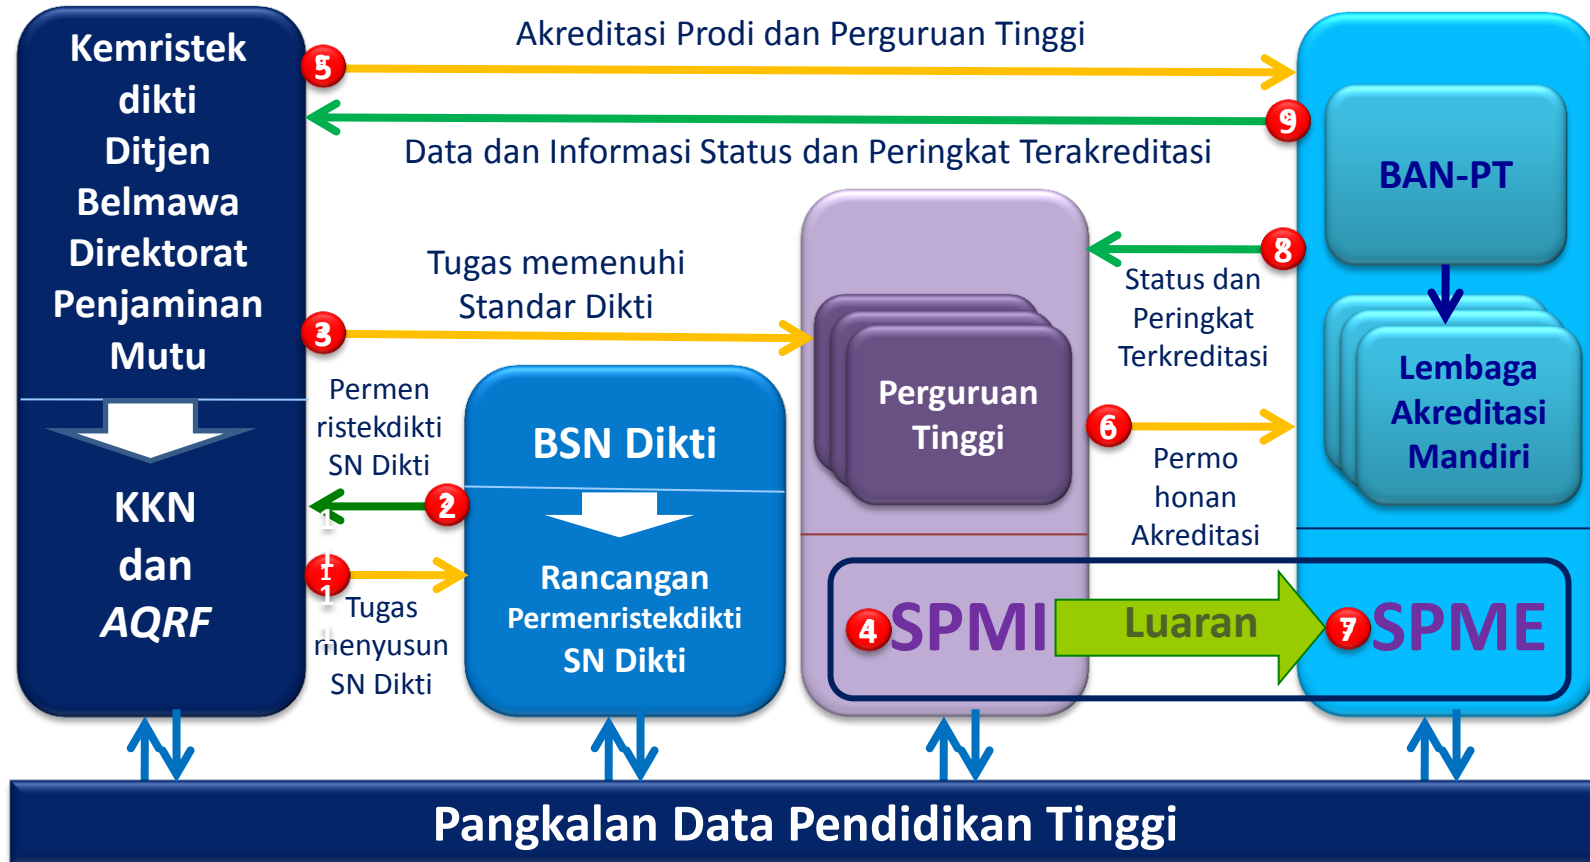 Kemristek
dikti
Ditjen
Belmawa
Direktorat
Penjaminan
Mutu
KKN
dan
AQRF
5
Akreditasi Prodi dan Perguruan Tinggi
9
Data dan Informasi Status dan Peringkat Terakreditasi
3
Tugas memenuhi
Standar Dikti
Permen
ristekdikti
SN Dikti
2
1
Tugas
menyusun
SN Dikti
BSN Dikti
Rancangan
Permenristekdikti
SN Dikti
Perguruan
Tinggi
8
Status dan
Peringkat
Terkreditasi
6
Permo
honan
Akreditasi
BAN-PT
Lembaga
Akreditasi
Mandiri
4 SPMI
Luaran
7 SPME
Pangkalan Data Pendidikan Tinggi